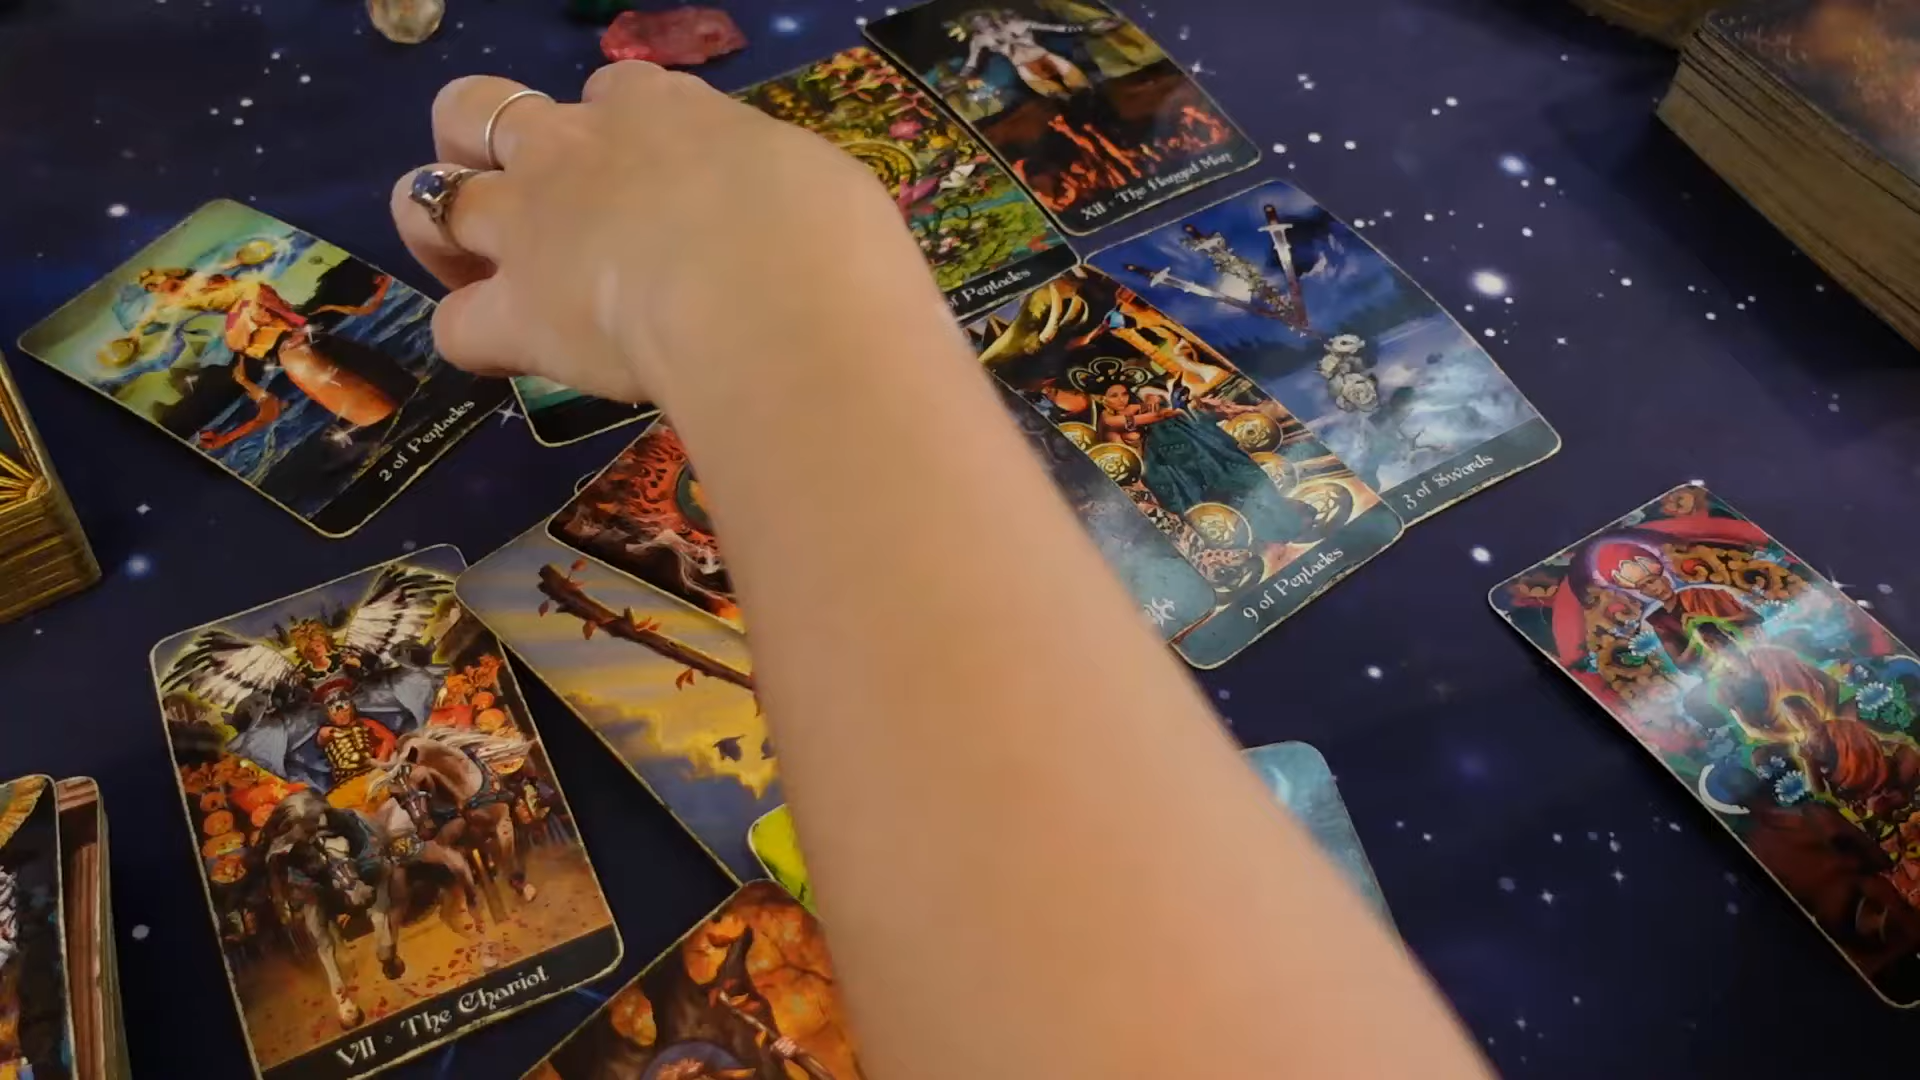 XII • The Hanged Man
of Pentacles
2 of Pentacles
3 of Swords
9 of Pentacles
VII • The Chariot